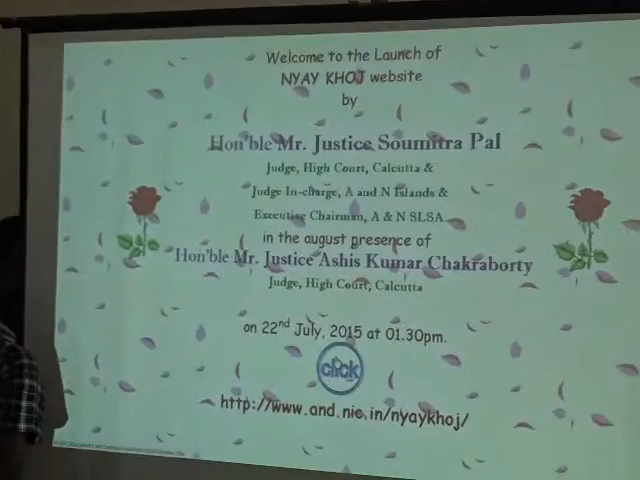 Welcome to the Launch of
NYAY KHOJ website
by
Hon'ble Mr. Justice Soumitra Pal
Judge, High Court, Calcutta &
Judge In-charge, A and N Islands &
Executive Chairman, A & N SLSA
in the august presence of
Hon'ble Mr. Justice Ashis Kumar Chakraborty
Judge, High Court, Calcutta
on 22nd July, 2015 at 01.30pm.
click
http://www.and.nic.in/nyaykhoj/